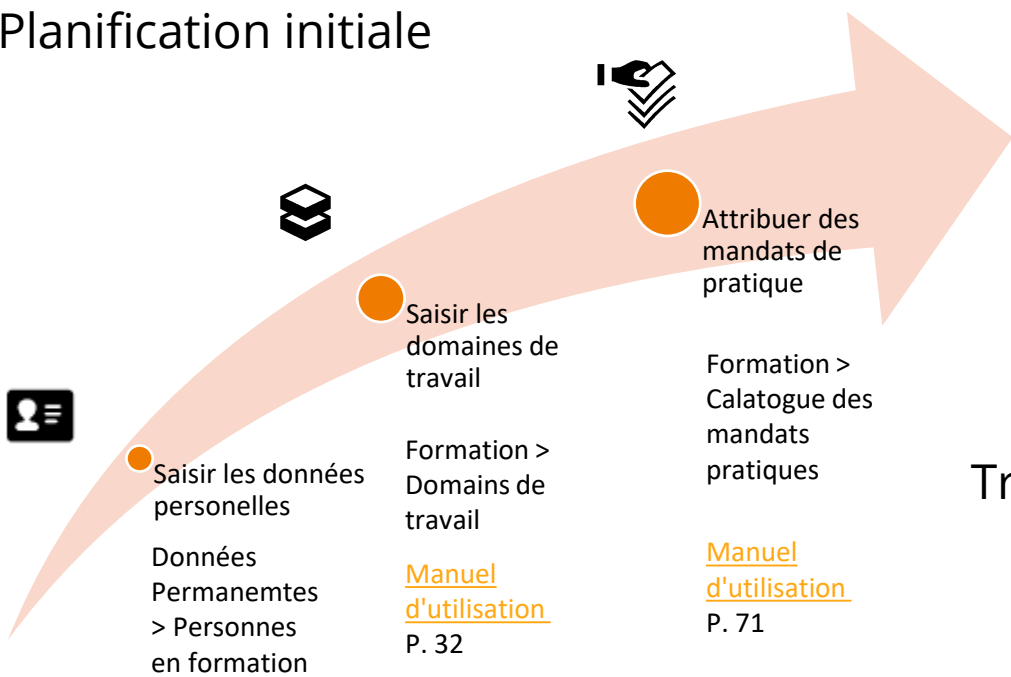 Planification initiale
Saisir les données
personelles
Données
Permanemtes
> Personnes
en formation
Saisir les
domaines de
travail
Formation >
Domains de
travail
Manuel
d'utilisation
P. 32
Attribuer des
mandats de
pratique
Formation >
Calatogue des
mandats
pratiques
Manuel
d'utilisation
P. 71
Tr